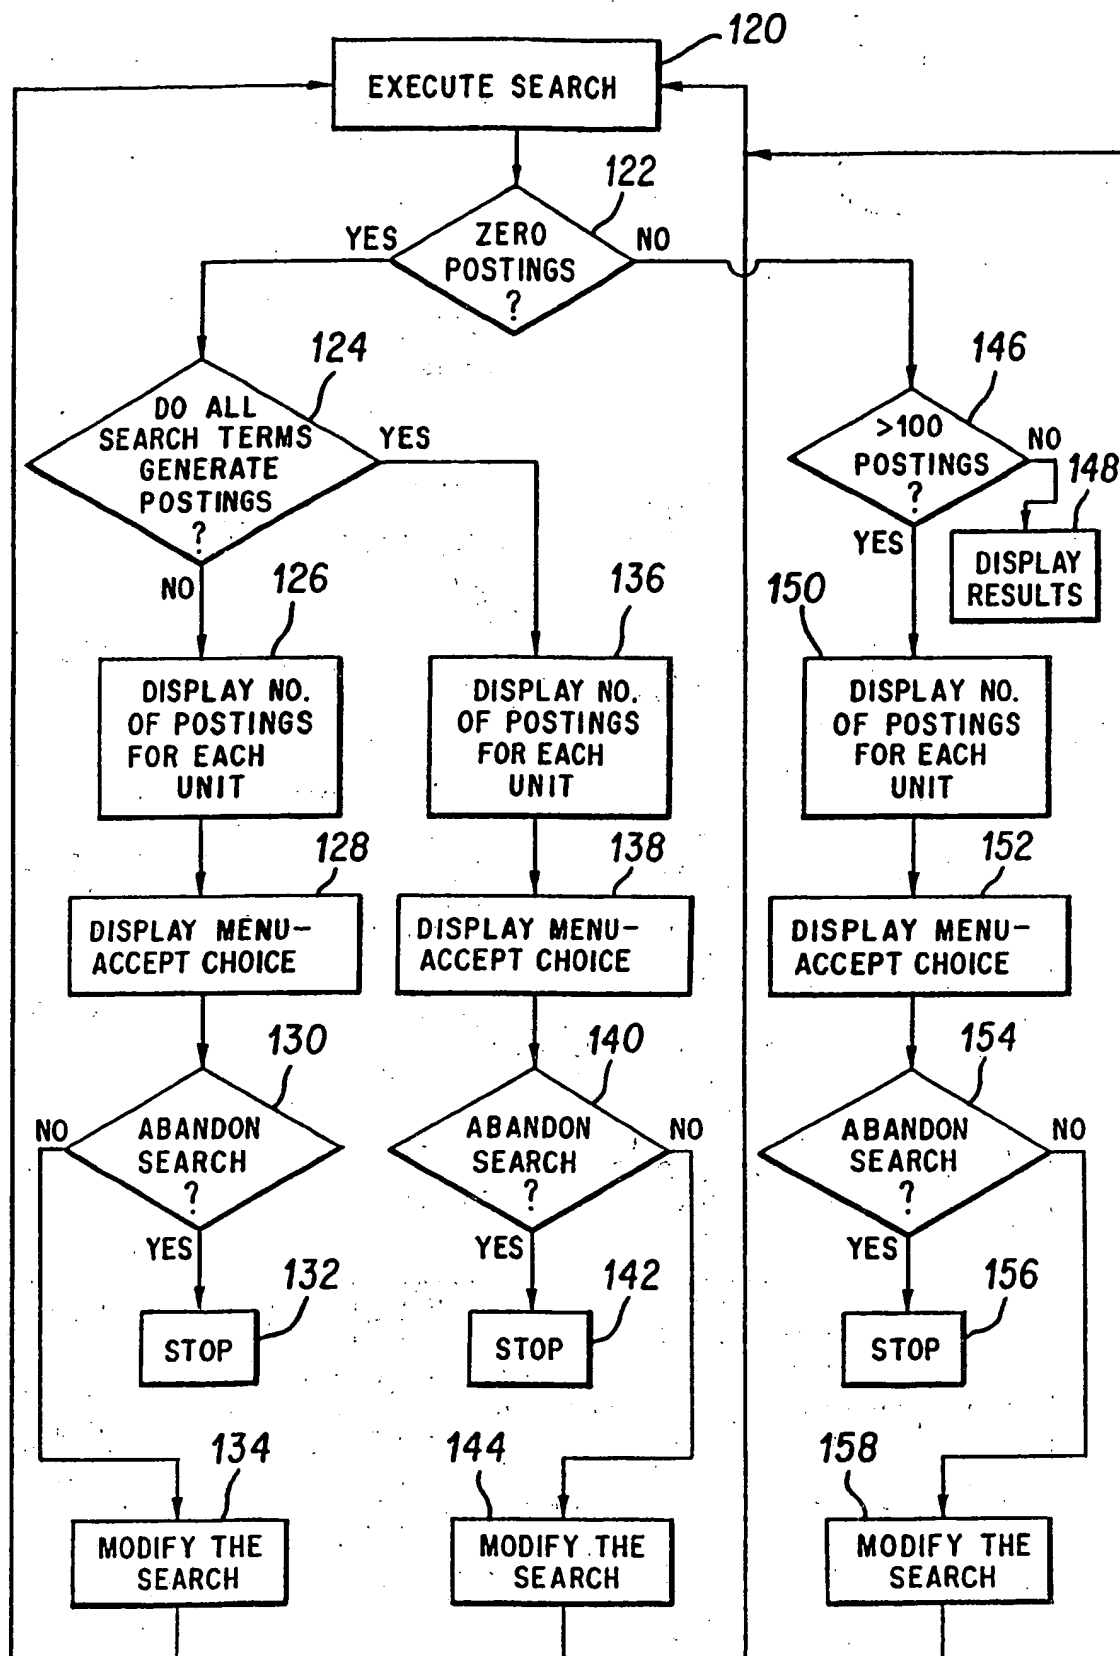 120
EXECUTE SEARCH
122
YES
ZERO
POSTINGS
?
NO
124
DO ALL
SEARCH TERMS
GENERATE
POSTINGS
?
YES
NO
146
>100
POSTINGS
?
NO
YES
148
DISPLAY
RESULTS
126
DISPLAY NO.
OF POSTINGS
FOR EACH
UNIT
136
DISPLAY NO.
OF POSTINGS
FOR EACH
UNIT
150
DISPLAY NO.
OF POSTINGS
FOR EACH
UNIT
128
DISPLAY MENU-
ACCEPT CHOICE
138
DISPLAY MENU-
ACCEPT CHOICE
152
DISPLAY MENU-
ACCEPT CHOICE
130
NO
ABANDON
SEARCH
?
YES
140
ABANDON
SEARCH
?
NO
YES
154
ABANDON
SEARCH
?
NO
YES
132
STOP
142
STOP
156
STOP
134
MODIFY THE
SEARCH
144
MODIFY THE
SEARCH
158
MODIFY THE
SEARCH